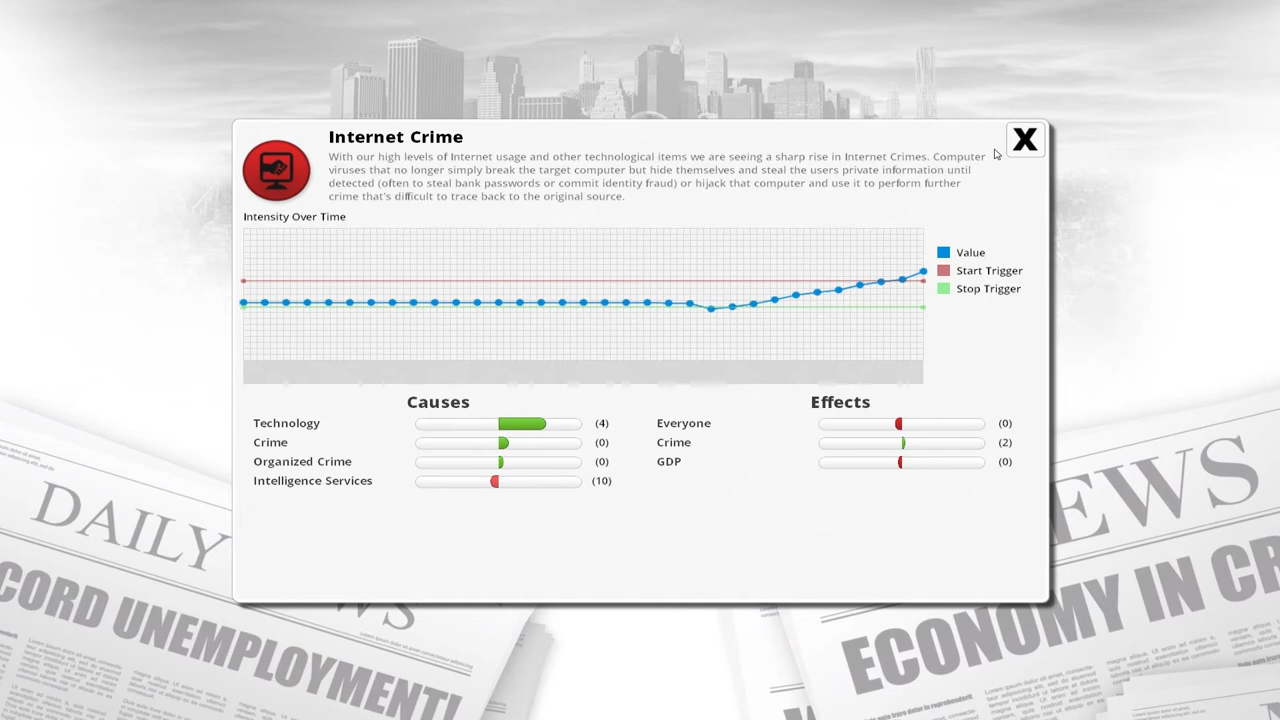 Internet Crime
With our high levels of Internet usage and other technological items we are seeing a sharp rise in Internet Crimes. Computer
viruses that no longer simply break the target computer but hide themselves and steal the users private information until
detected (often to steal bank passwords or commit identity fraud) or hijack that computer and use it to perform further
crime that's difficult to trace back to the original source.
X
Intensity Over Time
Value
Start Trigger
Stop Trigger
Causes
Technology (4)
Crime (0)
Organized Crime (0)
Intelligence Services (10)
Effects
Everyone (0)
Crime (2)
GDP (0)
DAILY
WS
CORD UNEMPLOYMENT!
EWS
ECONOMY IN CR